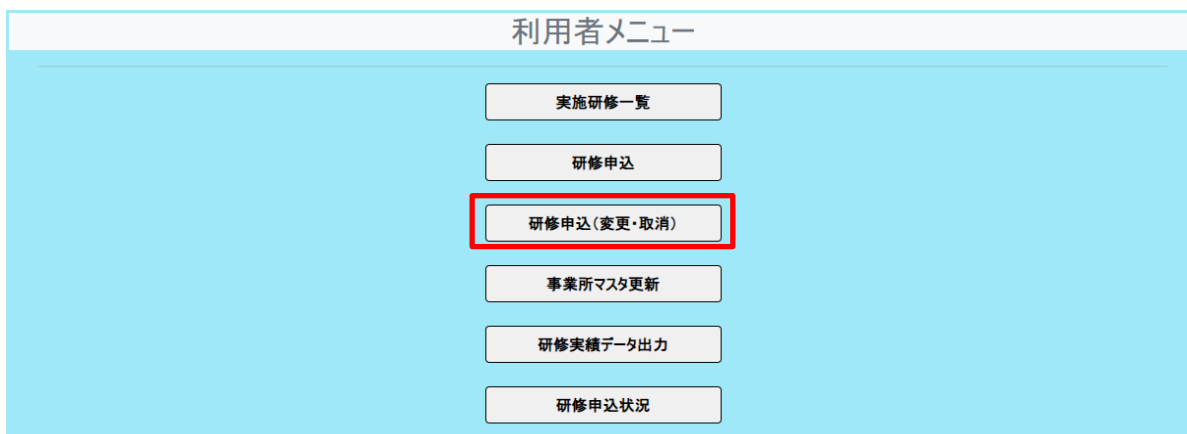 利用者メニュー
実施研修一覧
研修申込
研修申込(変更・取消)
事業所マスタ更新
研修実績データ出力
研修申込状況